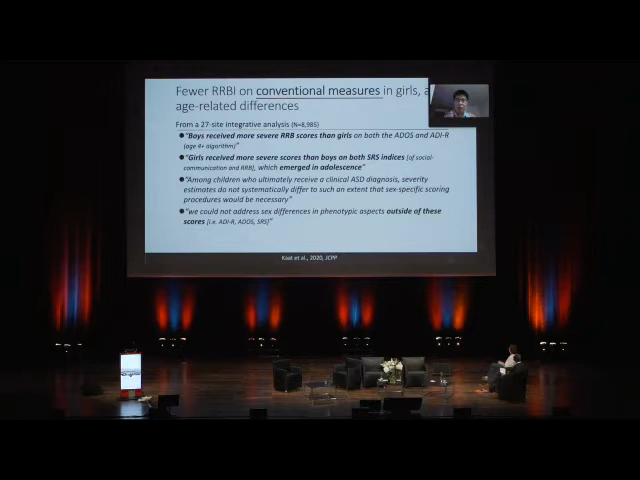 Fewer RRBI on conventional measures in girls, a
age-related differences
From a 27-site integrative analysis (N=8,985)
●"Boys received more severe RRB scores than girls on both the ADOS and ADI-R
(age 4+ algorithm)"
●"Girls received more severe scores than boys on both SRS indices [of social-
communication and RRB], which emerged in adolescence"
●"Among children who ultimately receive a clinical ASD diagnosis, severity
estimates do not systematically differ to such an extent that sex-specific scoring
procedures would be necessary"
●"we could not address sex differences in phenotypic aspects outside of these
scores [i.e. ADI-R, ADOS, SRS]"
Kaat et al., 2020, JCPP